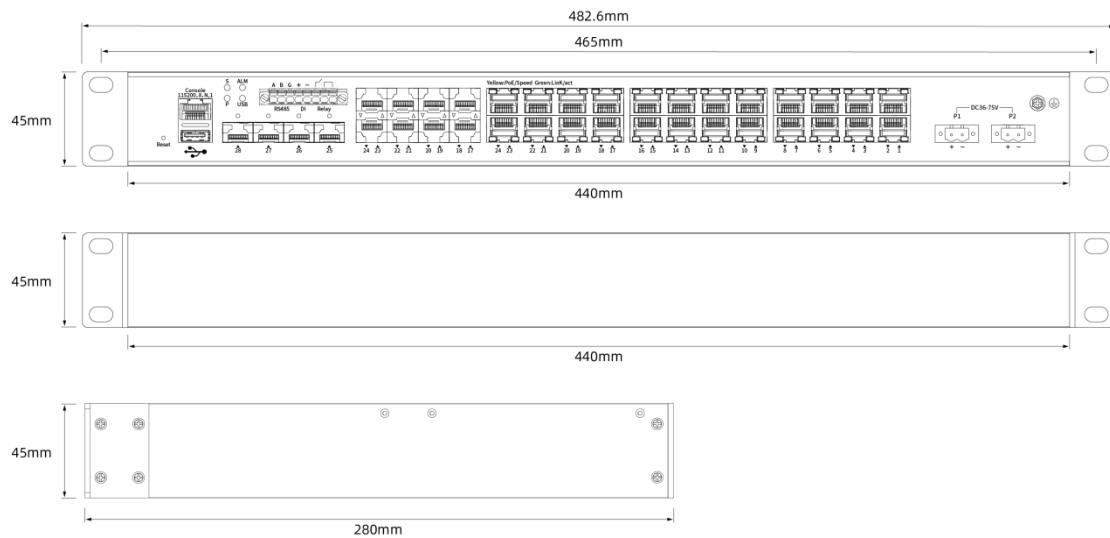 482.6mm
465mm
45mm
Console
115200,8,N,1
S ALM
P USB
A B G + −
RS485 DI Relay
Yellow:PoE/Speed Green:LinK/act
DC36-75V
P1 P2
+ − + −
Reset
28 27 26 25
24 23 22 21 20 19 18 17
24 23 22 21 20 19 18 17
16 15 14 13 12 11 10 9
8 7 6 5 4 3 2 1
440mm
45mm
440mm
45mm
280mm